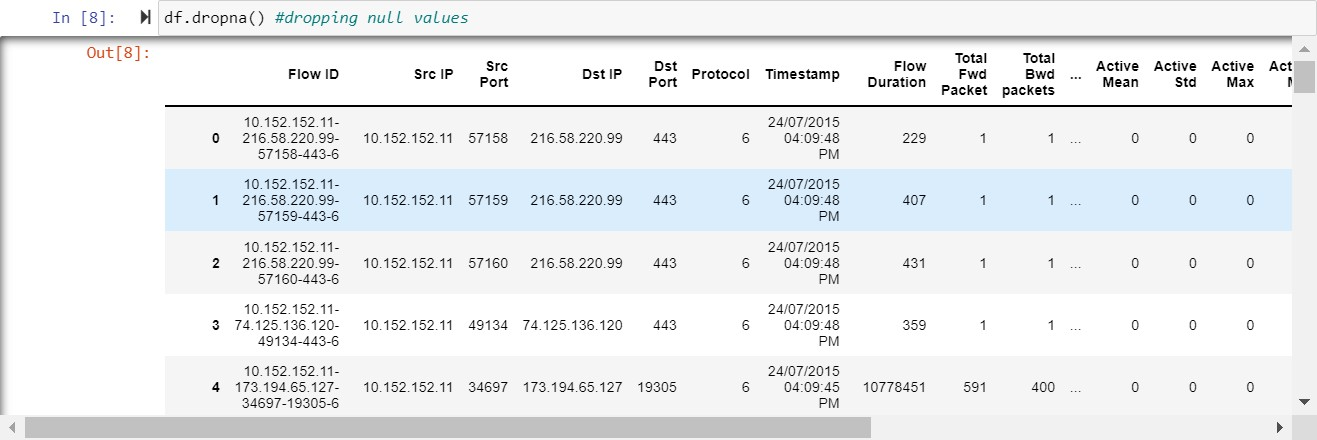 In [8]: df.dropna() #dropping null values
Out[8]:
Flow ID Src IP Src Port Dst IP Dst Port Protocol Timestamp Flow Duration Total Fwd Packet Total Bwd packets ... Active Mean Active Std Active Max Act
0 10.152.152.11-216.58.220.99-57158-443-6 10.152.152.11 57158 216.58.220.99 443 6 24/07/2015 04:09:48 PM 229 1 1 ... 0 0 0
1 10.152.152.11-216.58.220.99-57159-443-6 10.152.152.11 57159 216.58.220.99 443 6 24/07/2015 04:09:48 PM 407 1 1 ... 0 0 0
2 10.152.152.11-216.58.220.99-57160-443-6 10.152.152.11 57160 216.58.220.99 443 6 24/07/2015 04:09:48 PM 431 1 1 ... 0 0 0
3 10.152.152.11-74.125.136.120-49134-443-6 10.152.152.11 49134 74.125.136.120 443 6 24/07/2015 04:09:48 PM 359 1 1 ... 0 0 0
4 10.152.152.11-173.194.65.127-34697-19305-6 10.152.152.11 34697 173.194.65.127 19305 6 24/07/2015 04:09:45 PM 10778451 591 400 ... 0 0 0